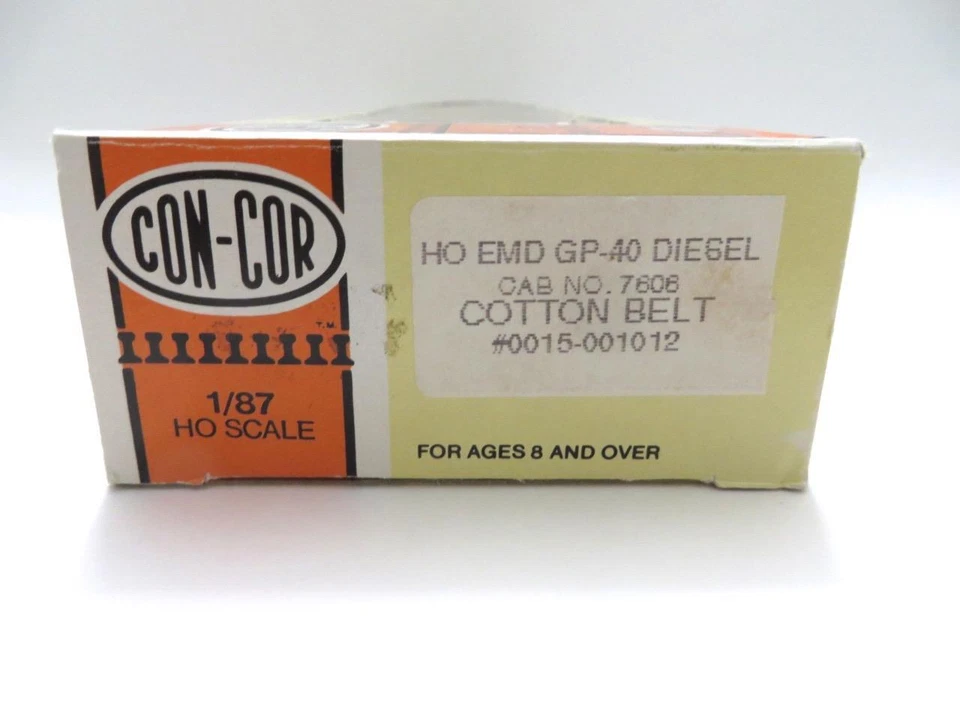 CON-COR
T.M.
1/87
HO SCALE
HO EMD GP-40 DIESEL
CAB NO. 7606
COTTON BELT
#0015-001012
FOR AGES 8 AND OVER